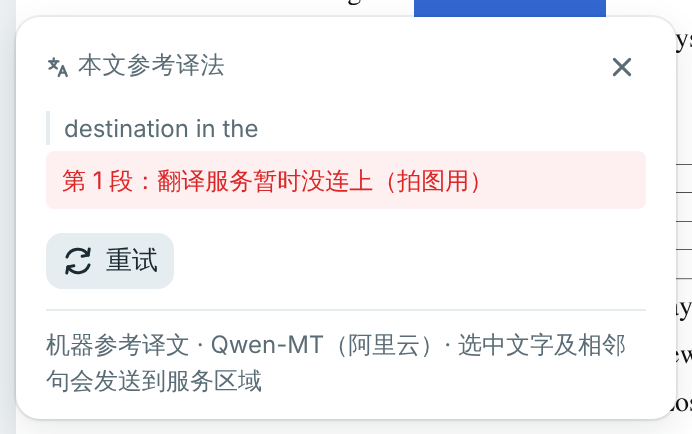 本文参考译法
destination in the
第 1 段：翻译服务暂时没连上（拍图用）
重试
机器参考译文 · Qwen-MT（阿里云）· 选中文字及相邻
句会发送到服务区域